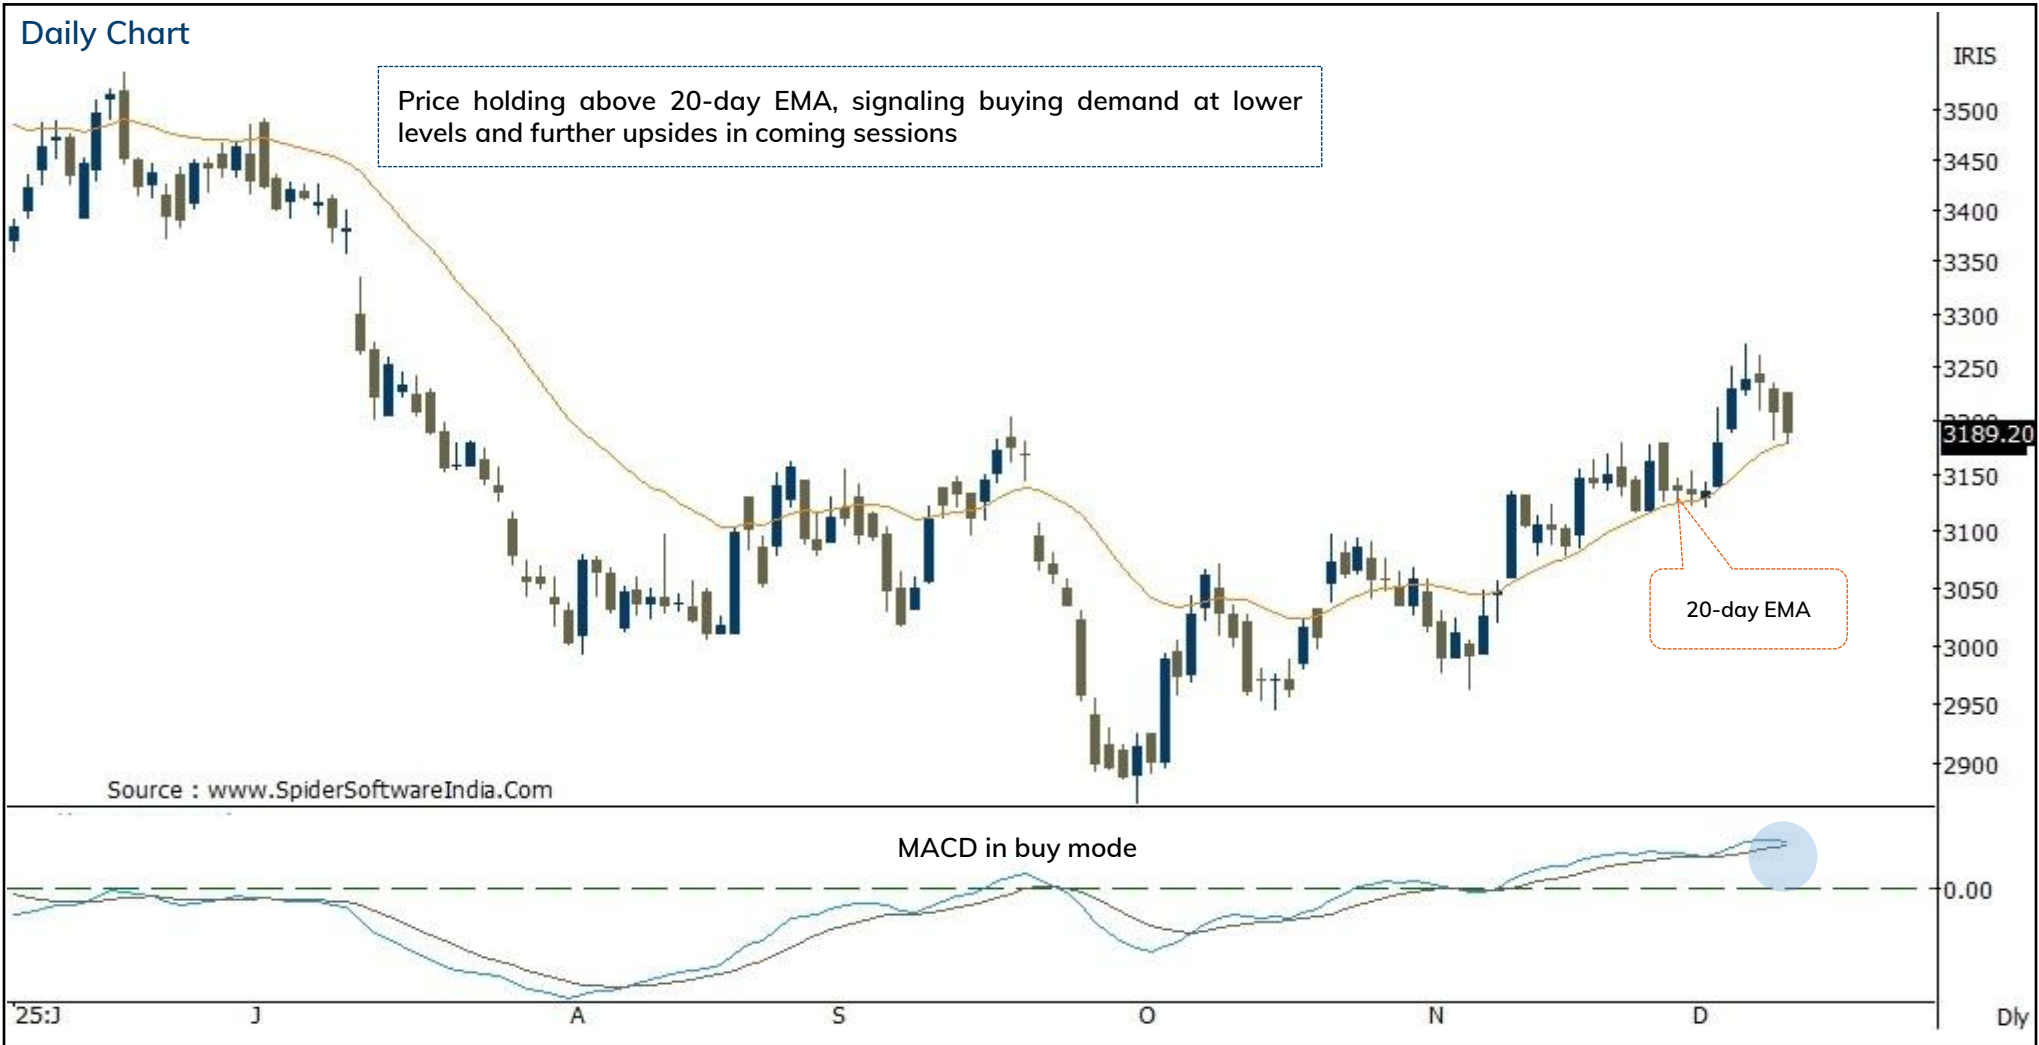 Daily Chart
IRIS
Price holding above 20-day EMA, signaling buying demand at lower
levels and further upsides in coming sessions
3500
3450
3400
3350
3300
3250
3189.20
3150
3100
3050
20-day EMA
3000
2950
2900
Source : www.SpiderSoftwareIndia.Com
MACD in buy mode
0.00
'25:J J A S O N D Dly